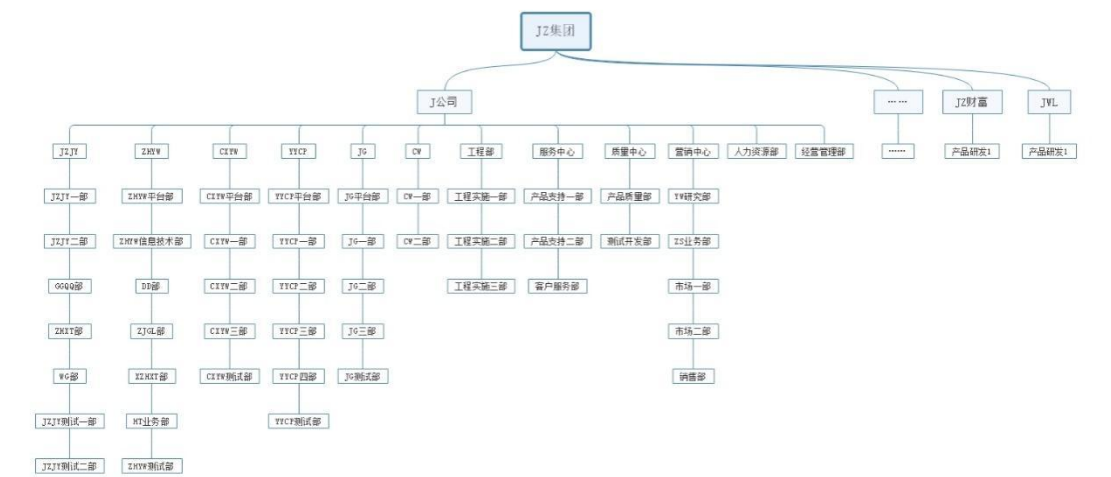 JZ集团
J公司
……
JZ财富
JWL
JZJY
ZHYW
CXYW
YYCP
JG
CW
工程部
服务中心
质量中心
营销中心
人力资源部
经营管理部
……
产品研发1
产品研发1
JZJY一部
ZHYW平台部
CXYW平台部
YYCP平台部
JG平台部
CW一部
工程实施一部
产品支持一部
产品质量部
YW研究部
JZJY二部
ZHYW信息技术部
CXYW一部
YYCP一部
JG一部
CW二部
工程实施二部
产品支持二部
测试开发部
ZS业务部
GGQQ部
DD部
CXYW二部
YYCP二部
JG二部
工程实施三部
客户服务部
市场一部
ZHXT部
ZJGL部
CXYW三部
YYCP三部
JG三部
市场二部
WG部
XZHXT部
CXYW测试部
YYCP四部
JG测试部
销售部
JZJY测试一部
HT业务部
YYCP测试部
JZJY测试二部
ZHYW测试部